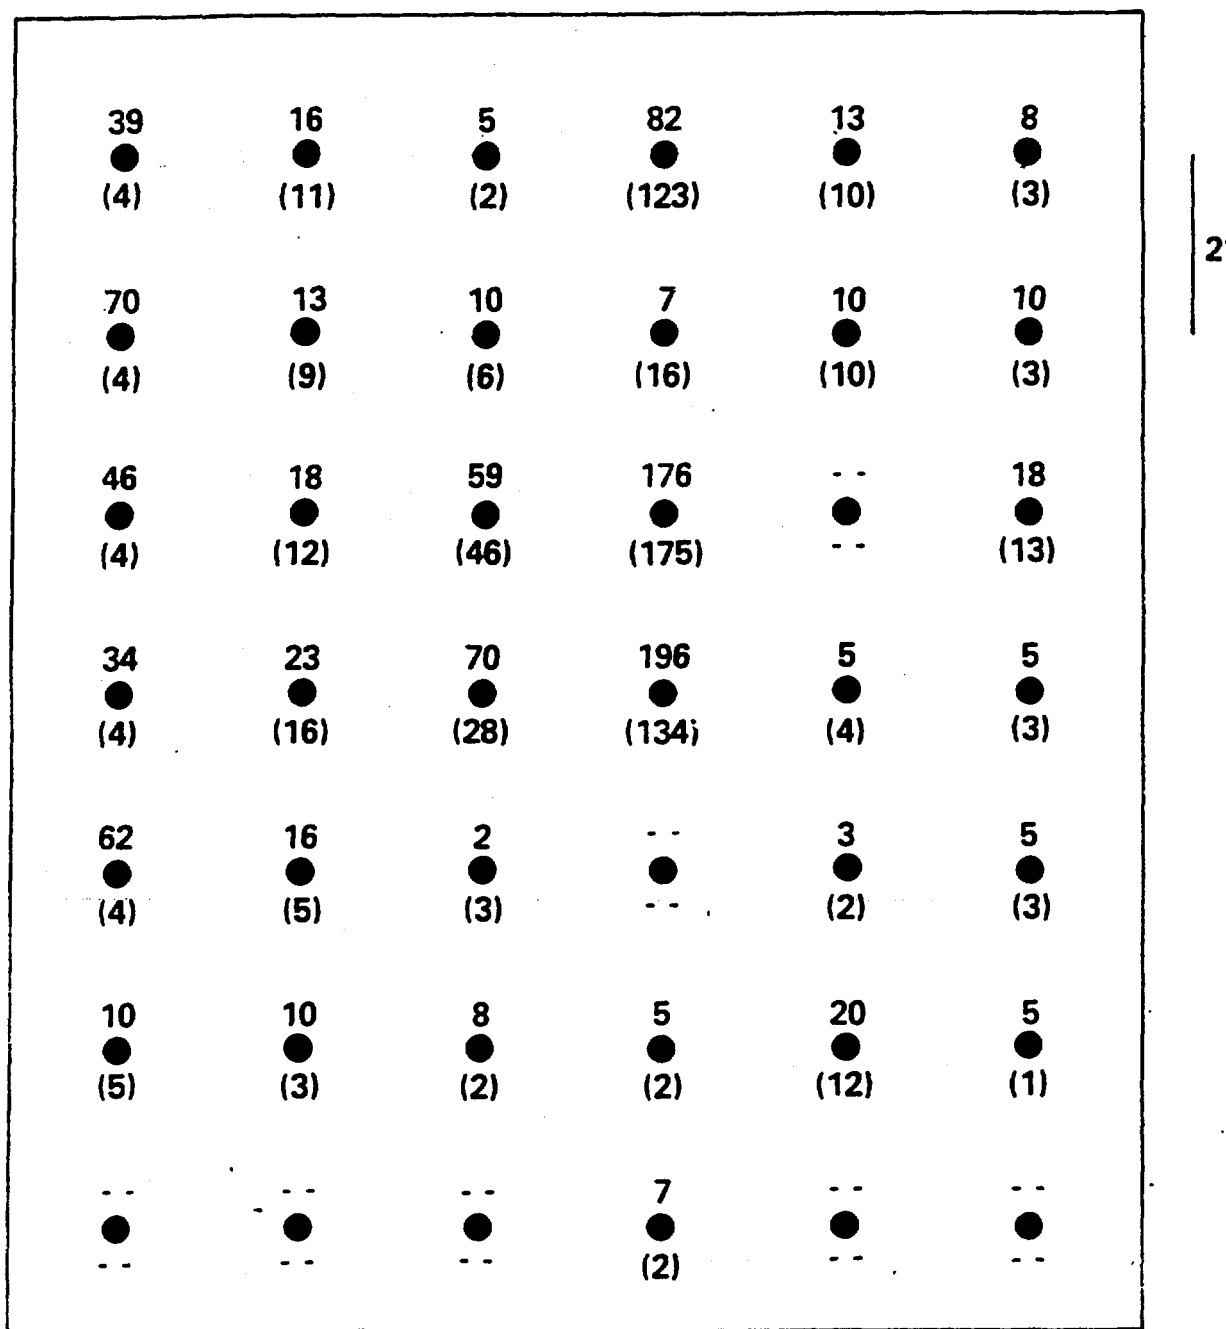 39 16 5 82 13 8
(4) (11) (2) (123) (10) (3)
2'
70 13 10 7 10 10
(4) (9) (6) (16) (10) (3)
46 18 59 176 -- 18
(4) (12) (46) (175) -- (13)
34 23 70 196 5 5
(4) (16) (28) (134) (4) (3)
62 16 2 -- 3 5
(4) (5) (3) -- (2) (3)
10 10 8 5 20 5
(5) (3) (2) (2) (12) (1)
-- -- -- 7 -- --
-- -- -- (2) -- --